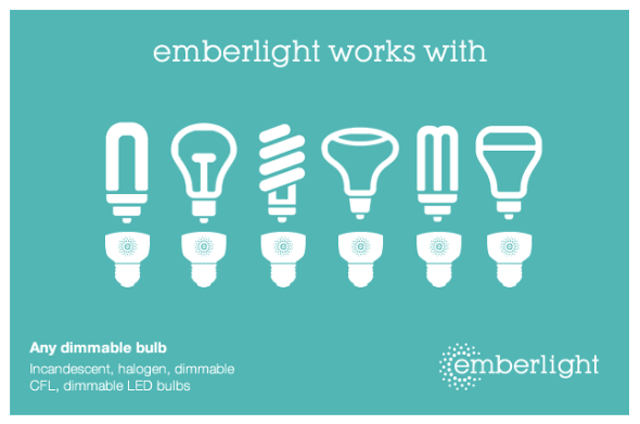 emberlight works with
Any dimmable bulb
Incandescent, halogen, dimmable
CFL, dimmable LED bulbs
emberlight